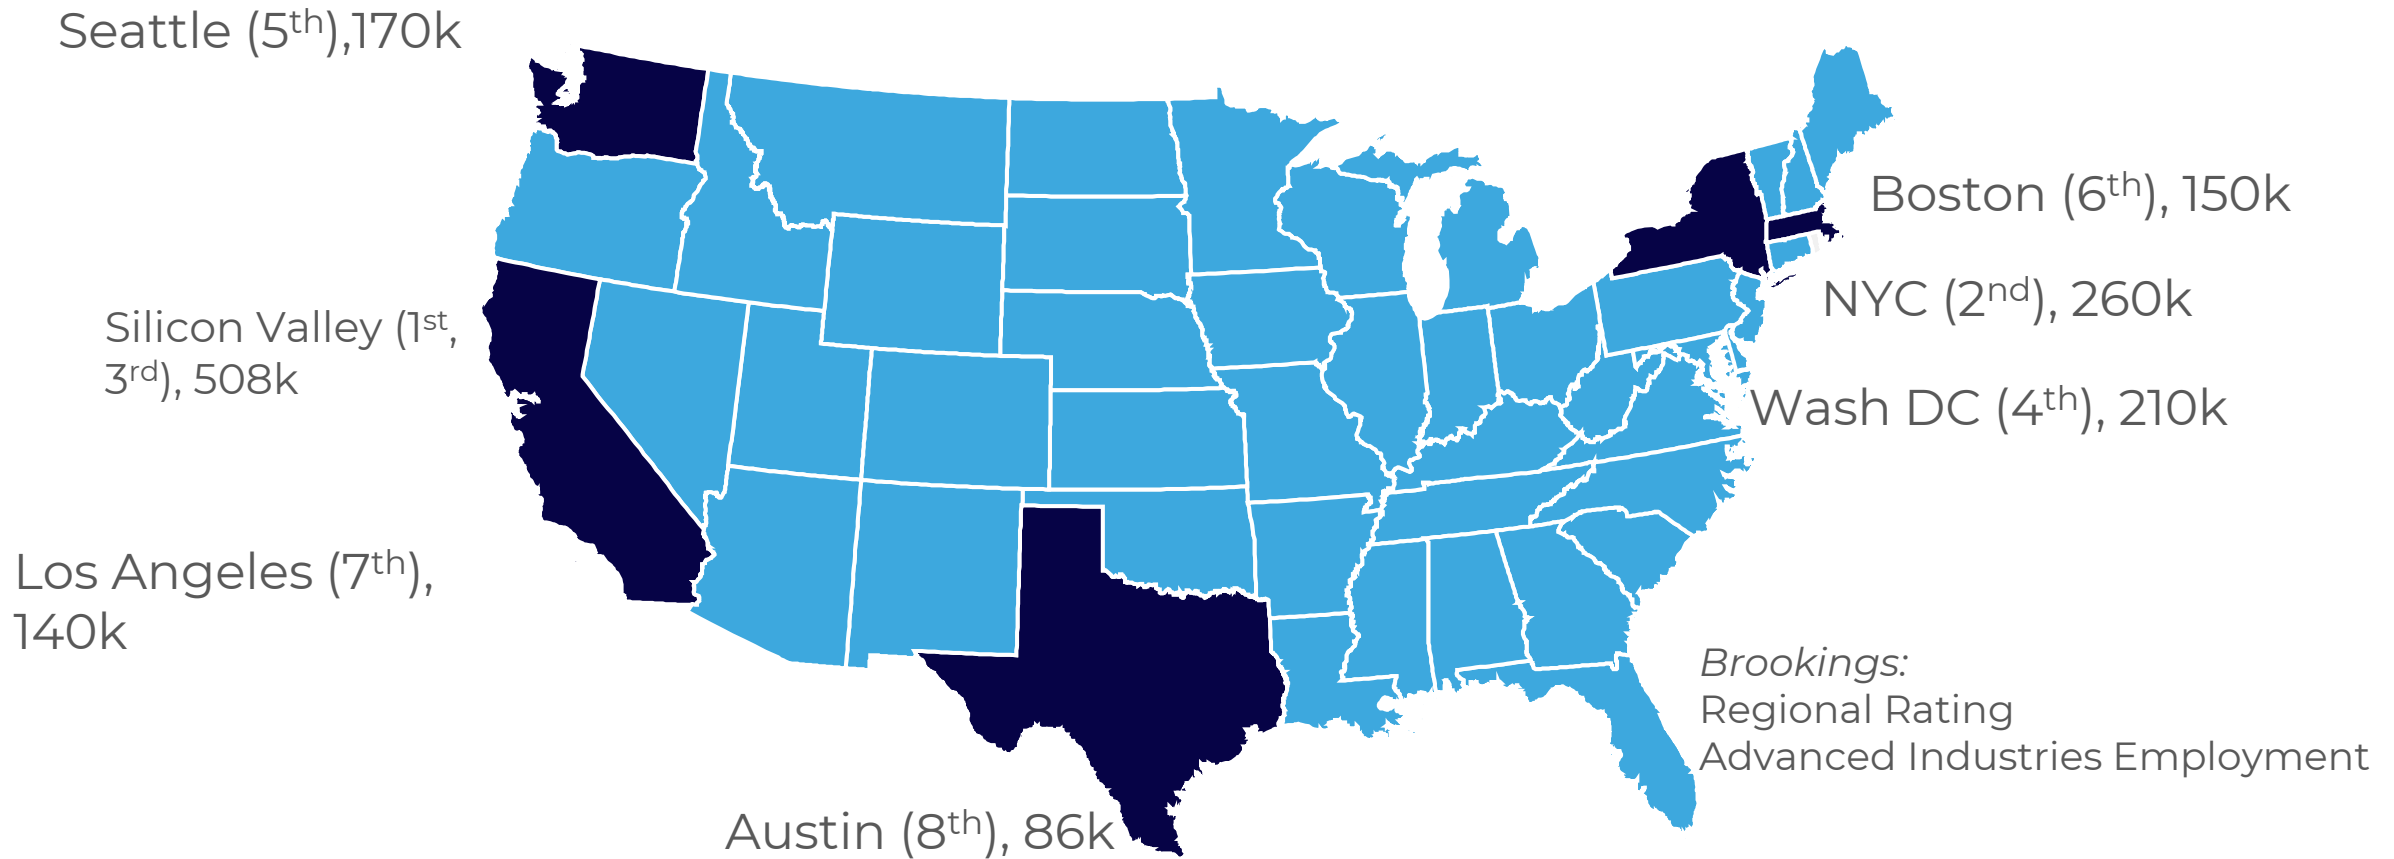 Seattle (5th),170k
Boston (6th), 150k
NYC (2nd), 260k
Silicon Valley (1st,
3rd), 508k
Wash DC (4th), 210k
Los Angeles (7th),
140k
Brookings:
Regional Rating
Advanced Industries Employment
Austin (8th), 86k